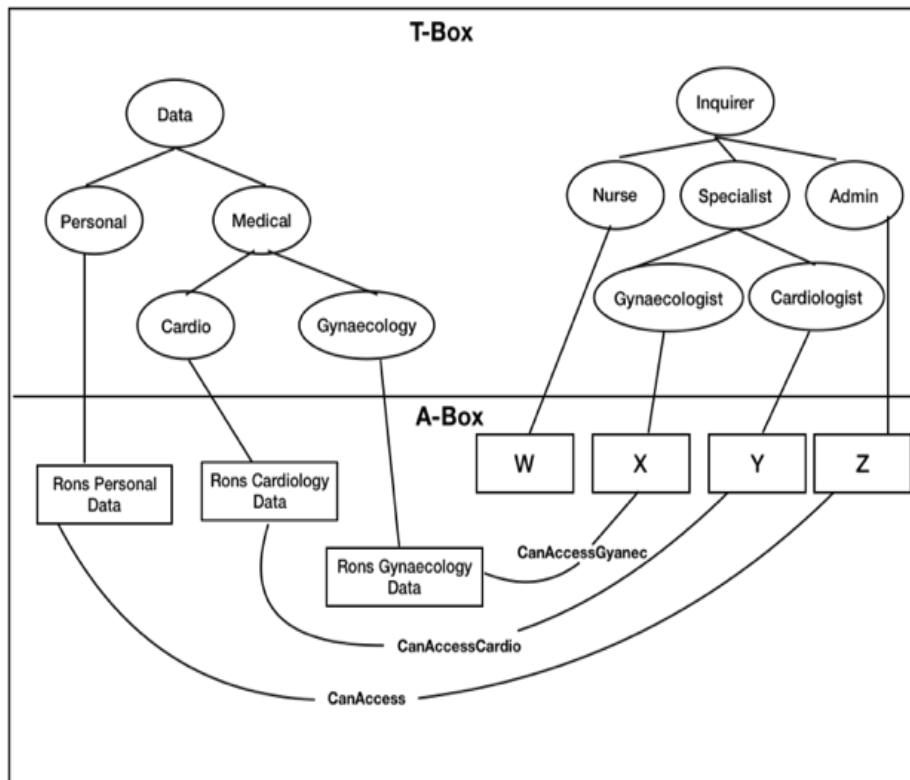 T-Box
Data
Inquirer
Personal
Medical
Nurse
Specialist
Admin
Cardio
Gynaecology
Gynaecologist
Cardiologist
A-Box
Rons Personal
Data
Rons Cardiology
Data
W
X
Y
Z
Rons Gynaecology
Data
CanAccessGyanec
CanAccessCardio
CanAccess